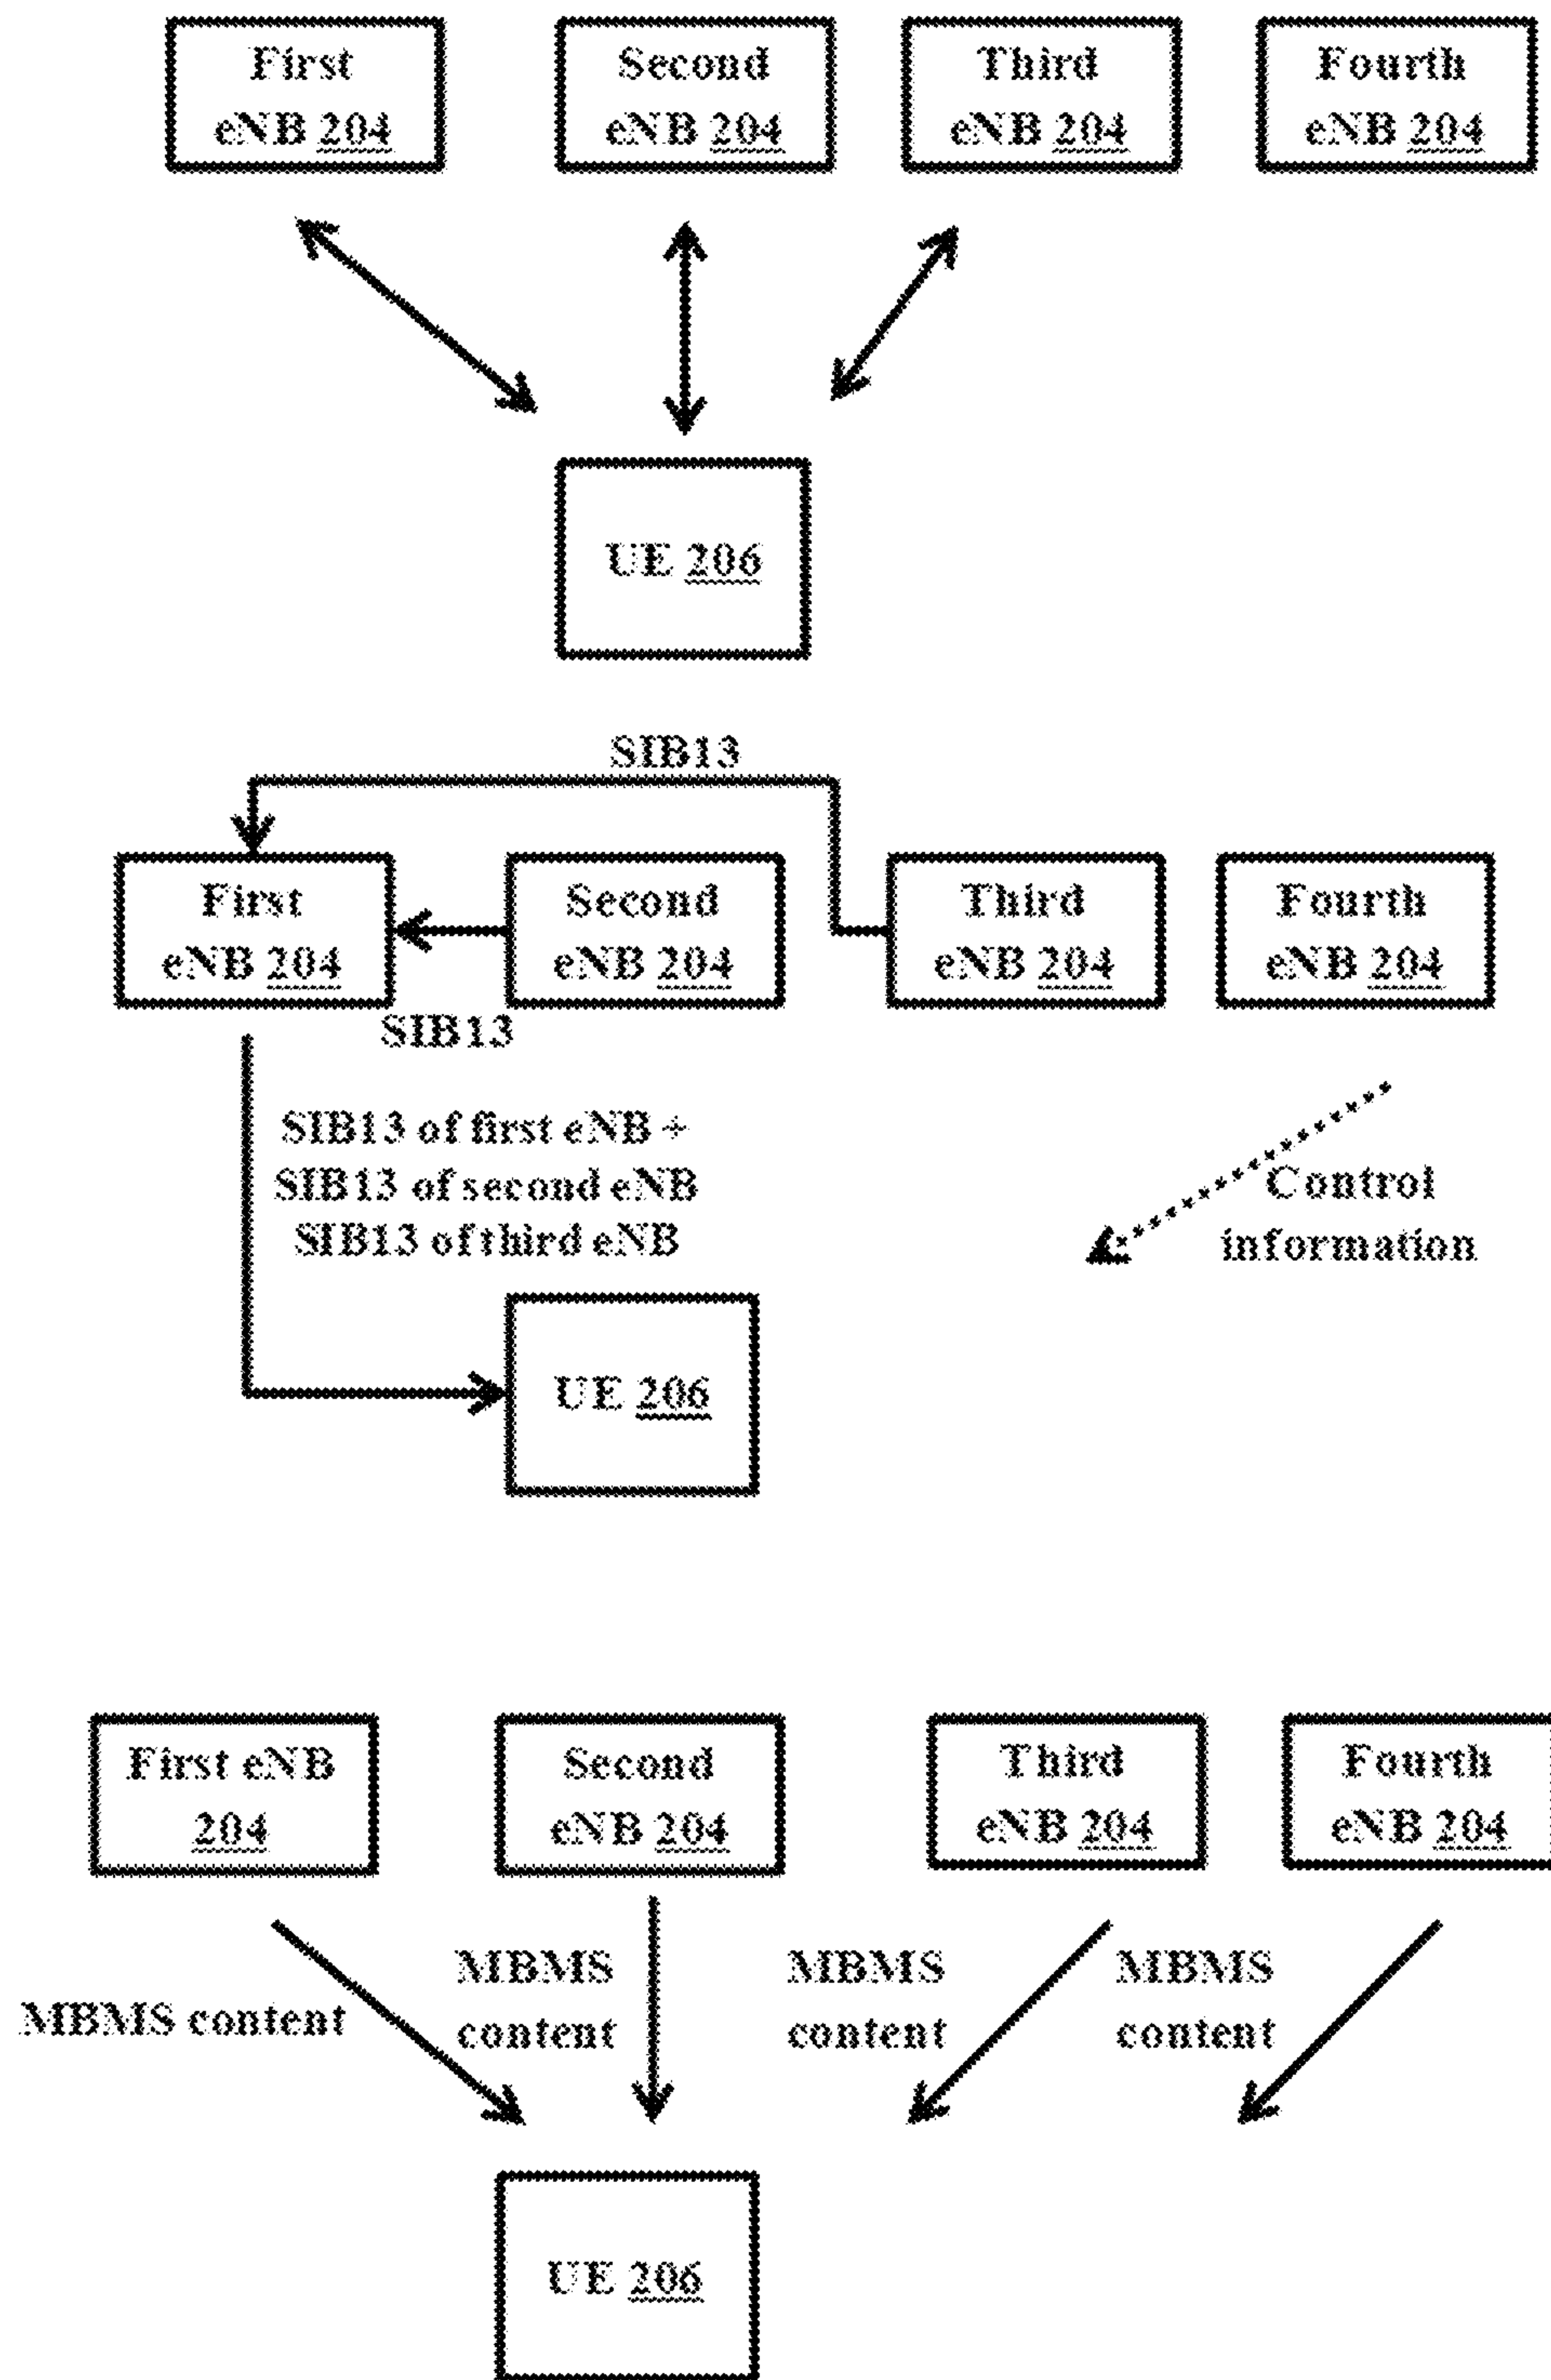 First
eNB 204
Second
eNB 204
Third
eNB 204
Fourth
eNB 204
UE 206
SIB13
First
eNB 204
Second
eNB 204
Third
eNB 204
Fourth
eNB 204
SIB13
SIB13 of first eNB +
SIB13 of second eNB
SIB13 of third eNB
Control
information
UE 206
First eNB
204
Second
eNB 204
Third
eNB 204
Fourth
eNB 204
MBMS content
MBMS
content
MBMS
content
MBMS
content
UE 206